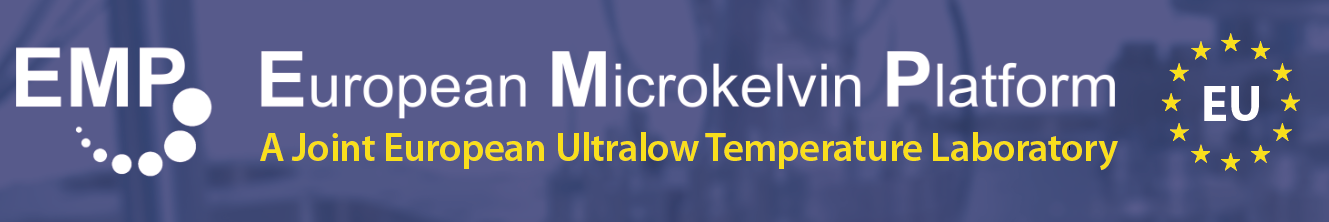 EMP
European Microkelvin Platform
A Joint European Ultralow Temperature Laboratory
EU